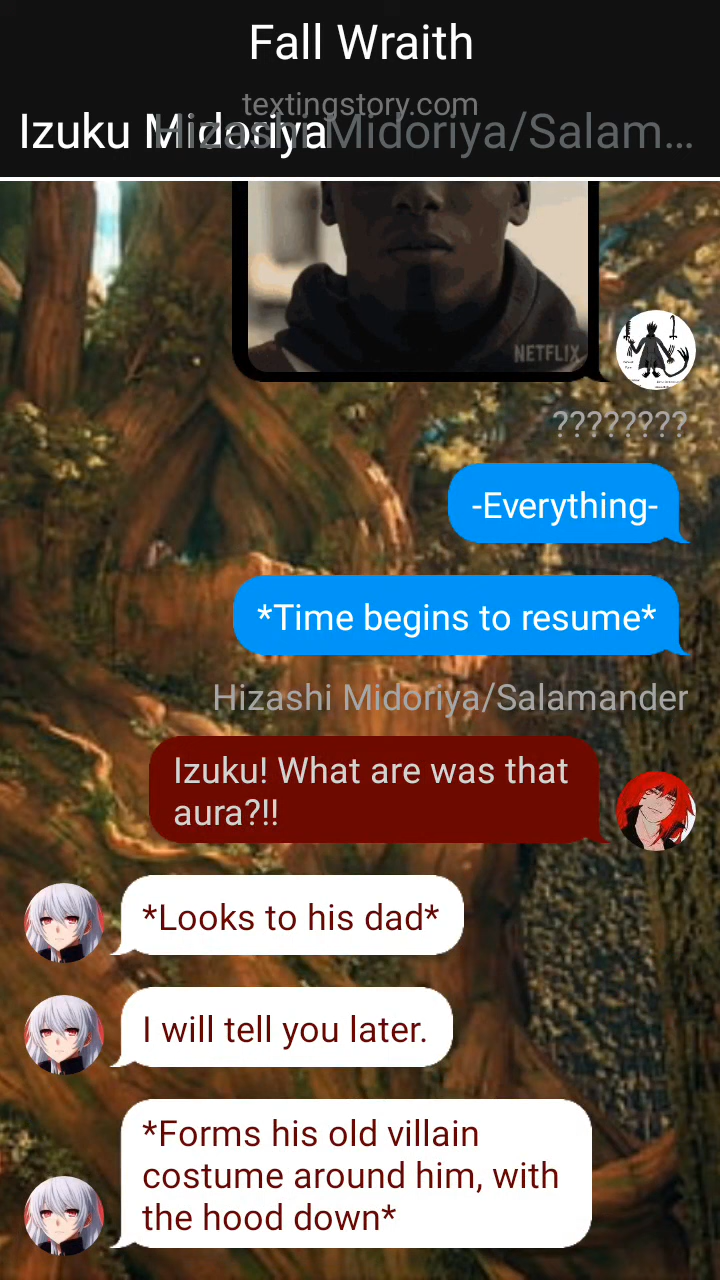 Fall Wraith
textingstory.com
Izuku Midoriya
Hizashi Midoriya/Salam...
NETFLIX
????????
-Everything-
*Time begins to resume*
Hizashi Midoriya/Salamander
Izuku! What are was that
aura?!!
*Looks to his dad*
I will tell you later.
*Forms his old villain
costume around him, with
the hood down*